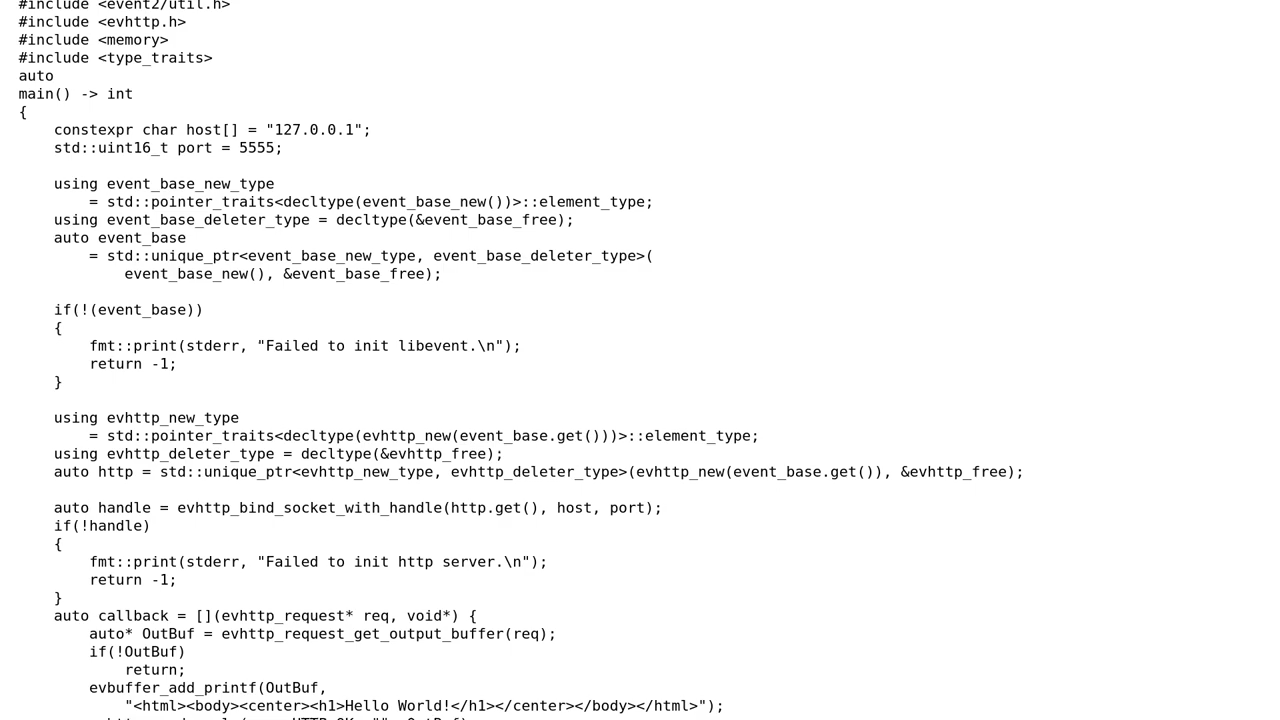 #include <event2/util.h>
#include <evhttp.h>
#include <memory>
#include <type_traits>
auto
main() -> int
{
    constexpr char host[] = "127.0.0.1";
    std::uint16_t port = 5555;

    using event_base_new_type
        = std::pointer_traits<decltype(event_base_new())>::element_type;
    using event_base_deleter_type = decltype(&event_base_free);
    auto event_base
        = std::unique_ptr<event_base_new_type, event_base_deleter_type>(
            event_base_new(), &event_base_free);

    if(!(event_base))
    {
        fmt::print(stderr, "Failed to init libevent.\n");
        return -1;
    }

    using evhttp_new_type
        = std::pointer_traits<decltype(evhttp_new(event_base.get()))>::element_type;
    using evhttp_deleter_type = decltype(&evhttp_free);
    auto http = std::unique_ptr<evhttp_new_type, evhttp_deleter_type>(evhttp_new(event_base.get()), &evhttp_free);

    auto handle = evhttp_bind_socket_with_handle(http.get(), host, port);
    if(!handle)
    {
        fmt::print(stderr, "Failed to init http server.\n");
        return -1;
    }
    auto callback = [](evhttp_request* req, void*) {
        auto* OutBuf = evhttp_request_get_output_buffer(req);
        if(!OutBuf)
            return;
        evbuffer_add_printf(OutBuf,
            "<html><body><center><h1>Hello World!</h1></center></body></html>");